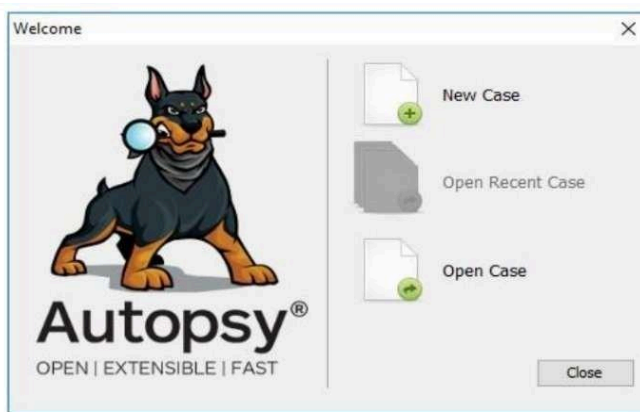 Welcome
New Case
Open Recent Case
Open Case
Autopsy®
OPEN | EXTENSIBLE | FAST
Close